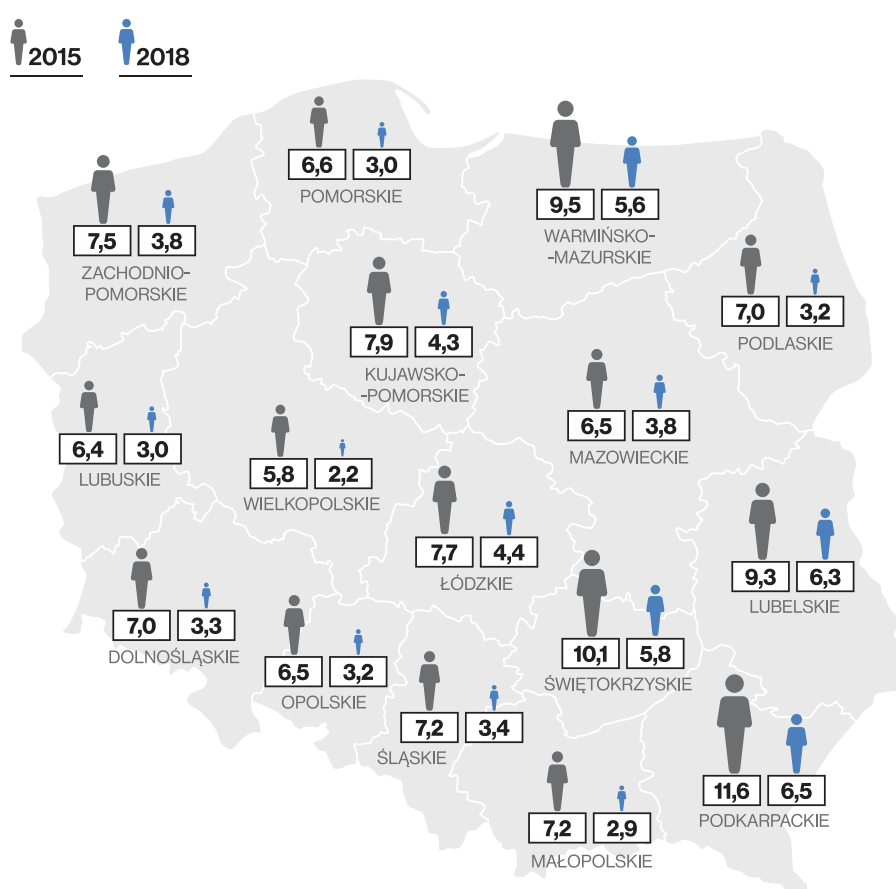 2015 2018
6,6 3,0
POMORSKIE
9,5 5,6
WARMIŃSKO-
-MAZURSKIE
7,5 3,8
ZACHODNIO-
POMORSKIE
7,0 3,2
PODLASKIE
7,9 4,3
KUJAWSKO-
-POMORSKIE
6,5 3,8
MAZOWIECKIE
6,4 3,0
LUBUSKIE
5,8 2,2
WIELKOPOLSKIE
7,7 4,4
ŁÓDZKIE
9,3 6,3
LUBELSKIE
7,0 3,3
DOLNOŚLĄSKIE
6,5 3,2
OPOLSKIE
10,1 5,8
ŚWIĘTOKRZYSKIE
7,2 3,4
ŚLĄSKIE
11,6 6,5
PODKARPACKIE
7,2 2,9
MAŁOPOLSKIE